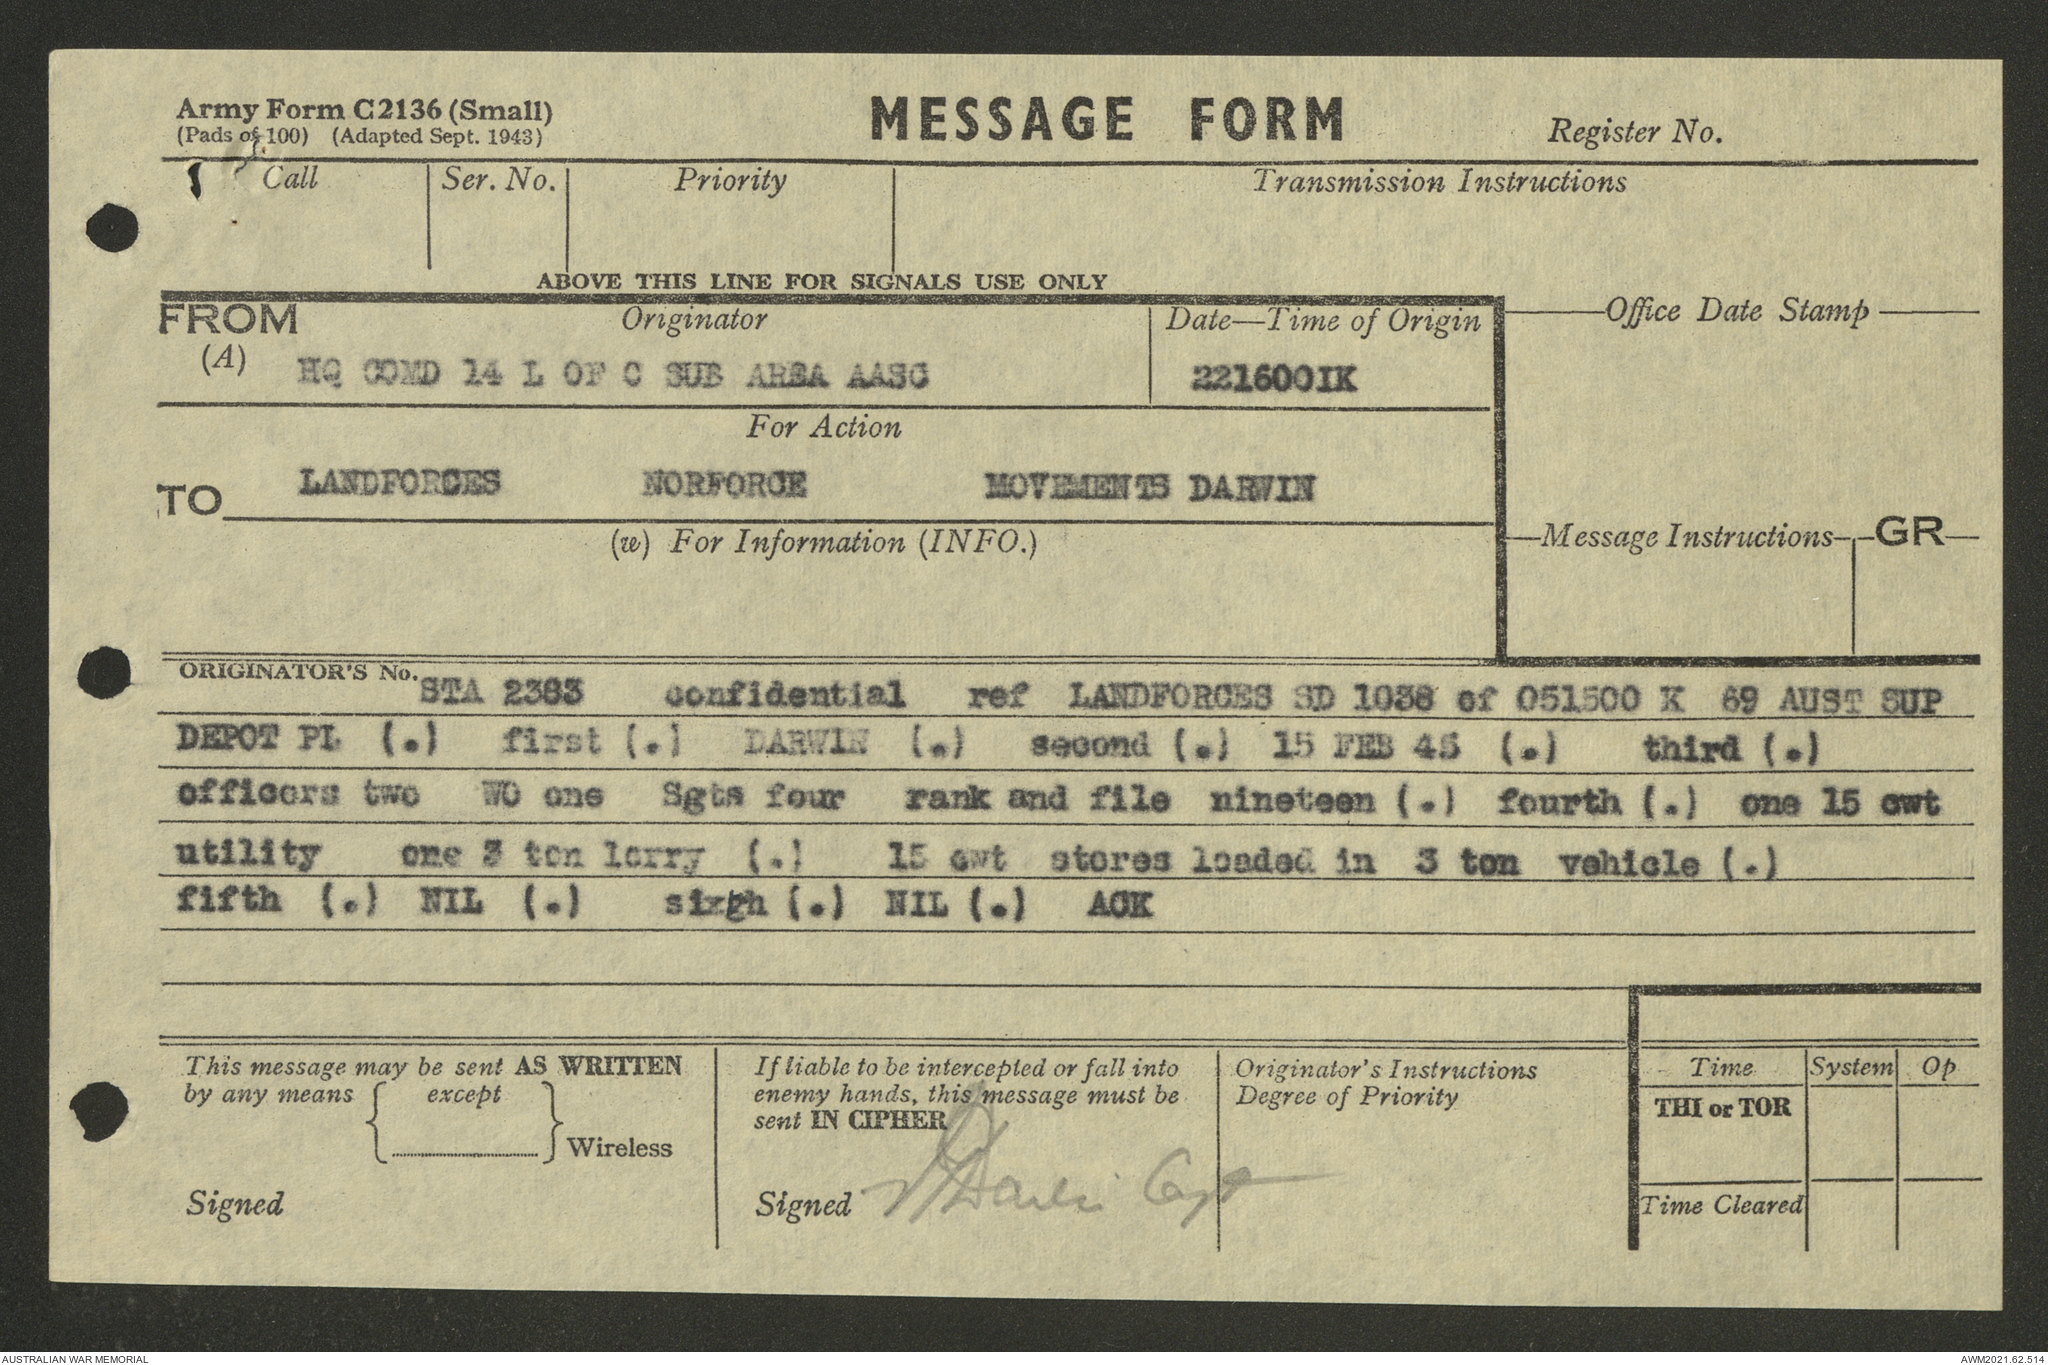 Army Form C2136 (Small)
(Pads of 100) (Adapted Sept. 1943)
MESSAGE FORM
Register No.
Call
Ser. No.
Priority
Transmission Instructions
ABOVE THIS LINE FOR SIGNALS USE ONLY
FROM
(A)
Originator
HQ COMD 14 L OF C SUB AREA AASC
Date—Time of Origin
221600IK
Office Date Stamp
For Action
TO
LANDFORCES NORFORCE MOVEMENTS DARWIN
(w) For Information (INFO.)
Message Instructions
GR
ORIGINATOR'S No.
STA 2383 confidential ref LANDFORCES SD 1038 of 051500 K 69 AUST SUP
DEPOT PL (.) first (.) DARWIN (.) second (.) 15 FEB 45 (.) third (.)
officers two WO one Sgts four rank and file nineteen (.) fourth (.) one 15 cwt
utility one 3 ton lorry (.) 15 cwt stores loaded in 3 ton vehicle (.)
fifth (.) NIL (.) sixgh (.) NIL (.) ACK
This message may be sent AS WRITTEN
by any means { except } Wireless
Signed
If liable to be intercepted or fall into
enemy hands, this message must be
sent IN CIPHER
Signed Capt
Originator's Instructions
Degree of Priority
Time System Op
THI or TOR
Time Cleared
AUSTRALIAN WAR MEMORIAL
AWM2021.62.514